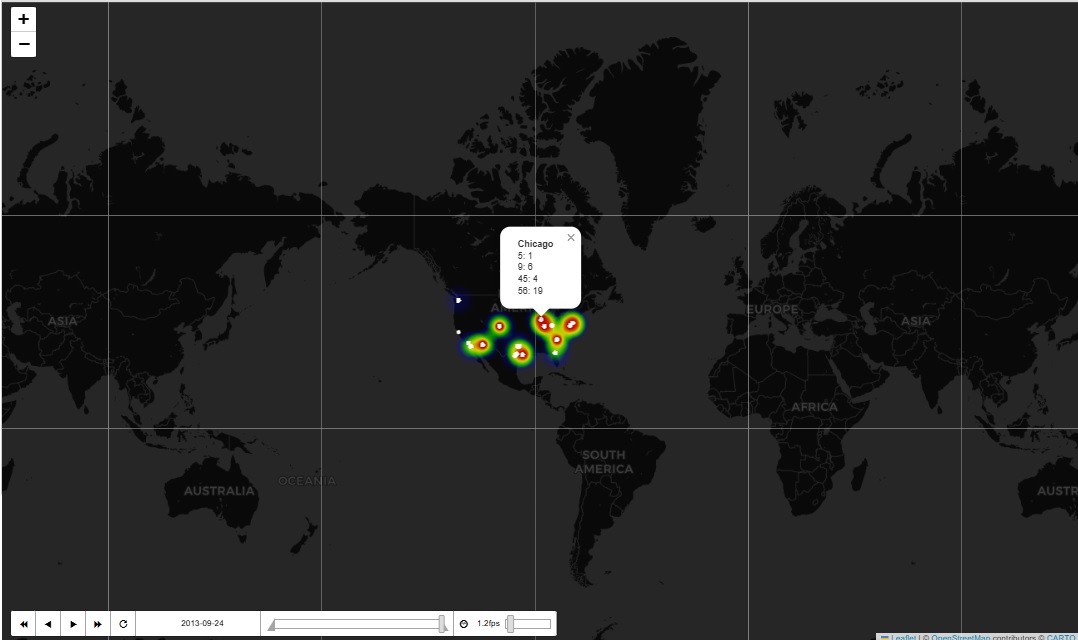 +
−
Chicago ×
5: 1
9: 6
45: 4
56: 19
ASIA
EUROPE
ASIA
AFRICA
SOUTH
AMERICA
OCEANIA
AUSTRALIA
2013-09-24
1.2fps
Leaflet | © OpenStreetMap contributors © CARTO